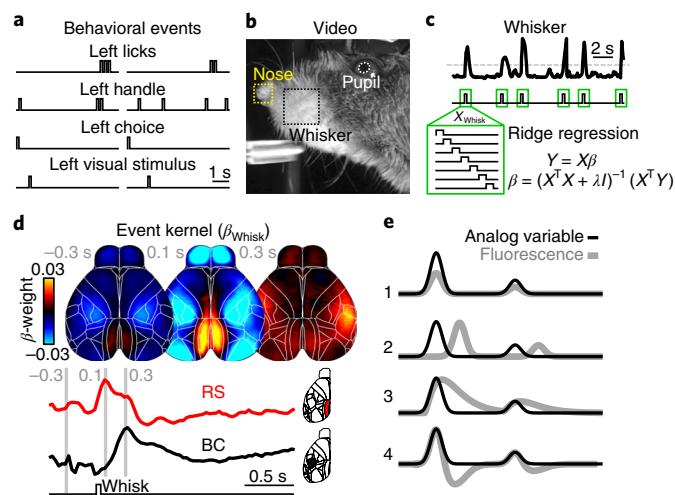 a
Behavioral events
Left licks
Left handle
Left choice
Left visual stimulus
1 s
b
Video
Nose
Pupil
Whisker
c
Whisker
2 s
X_Whisk
Ridge regression
Y = Xβ
β = (XᵀX + λI)⁻¹ (XᵀY)
d
Event kernel (β_Whisk)
−0.3 s 0.1 s 0.3 s
0.03
β-weight
−0.03
−0.3 0.1 0.3
RS
BC
Whisk
0.5 s
e
Analog variable
Fluorescence
1
2
3
4